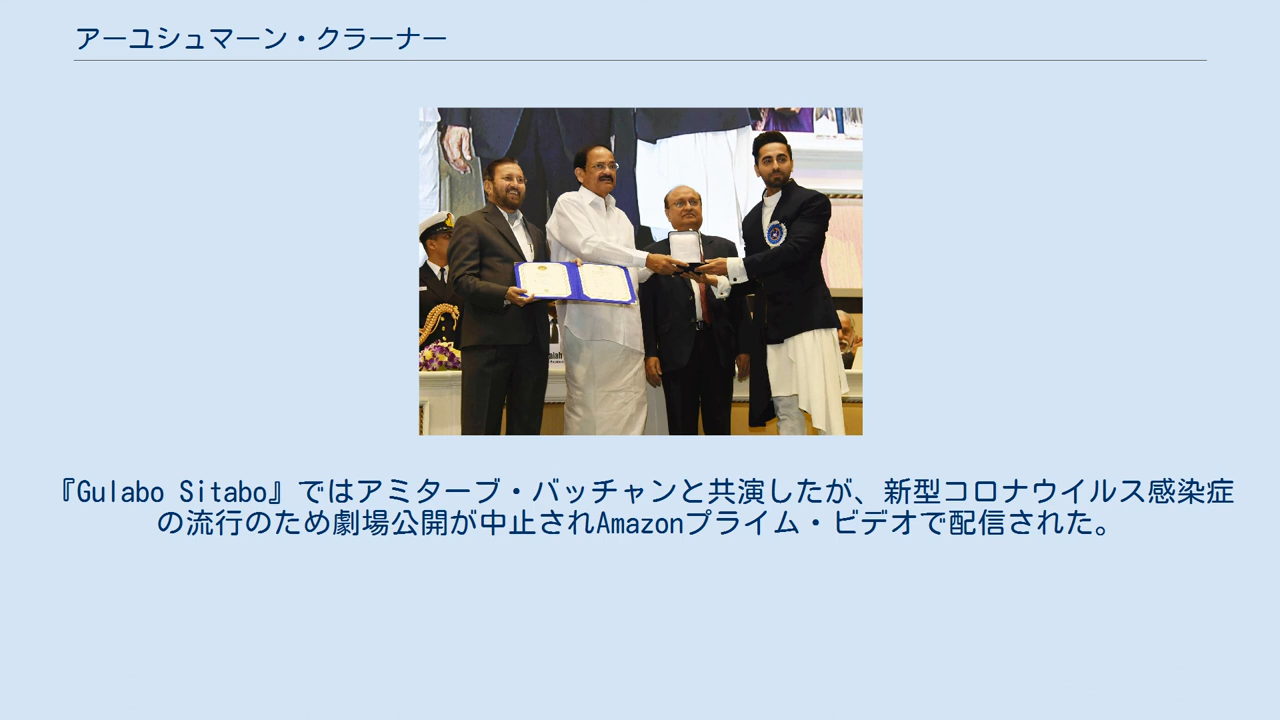 アーユシュマーン・クラーナー
『Gulabo Sitabo』ではアミターブ・バッチャンと共演したが、新型コロナウイルス感染症
の流行のため劇場公開が中止されAmazonプライム・ビデオで配信された。